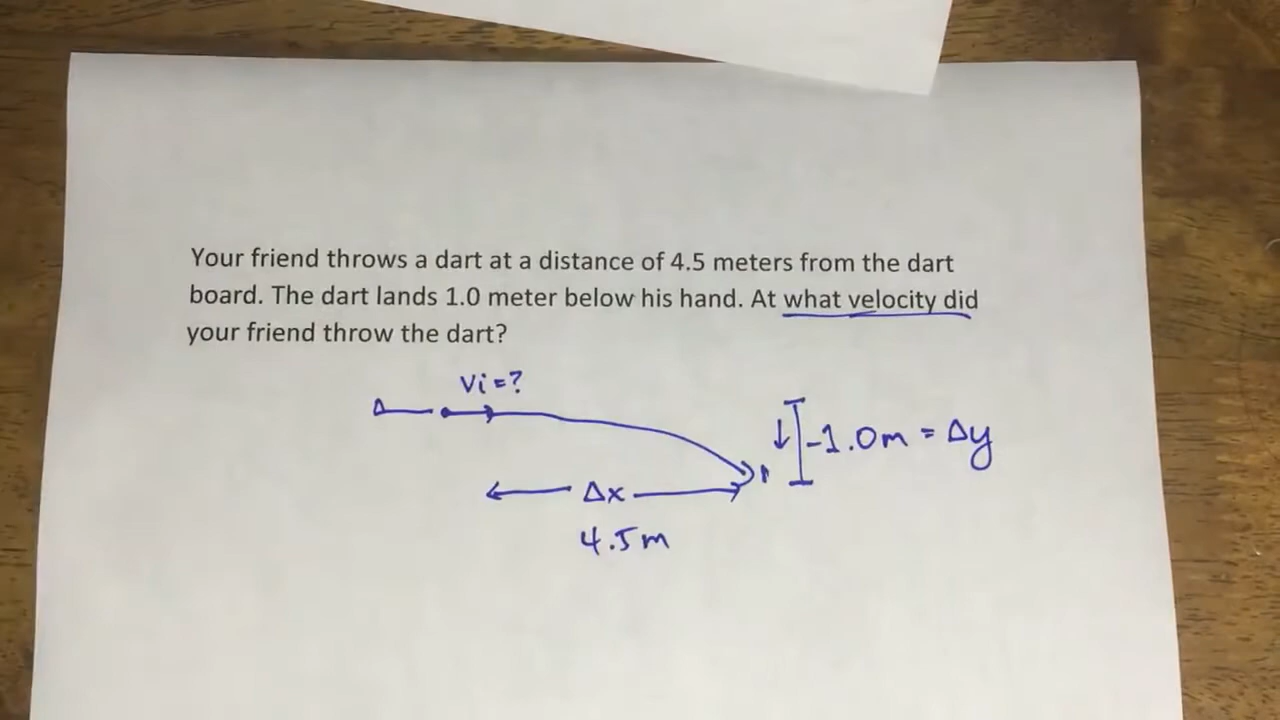 Your friend throws a dart at a distance of 4.5 meters from the dart
board. The dart lands 1.0 meter below his hand. At what velocity did
your friend throw the dart?
Vi = ?
-1.0m = Δy
Δx
4.5m